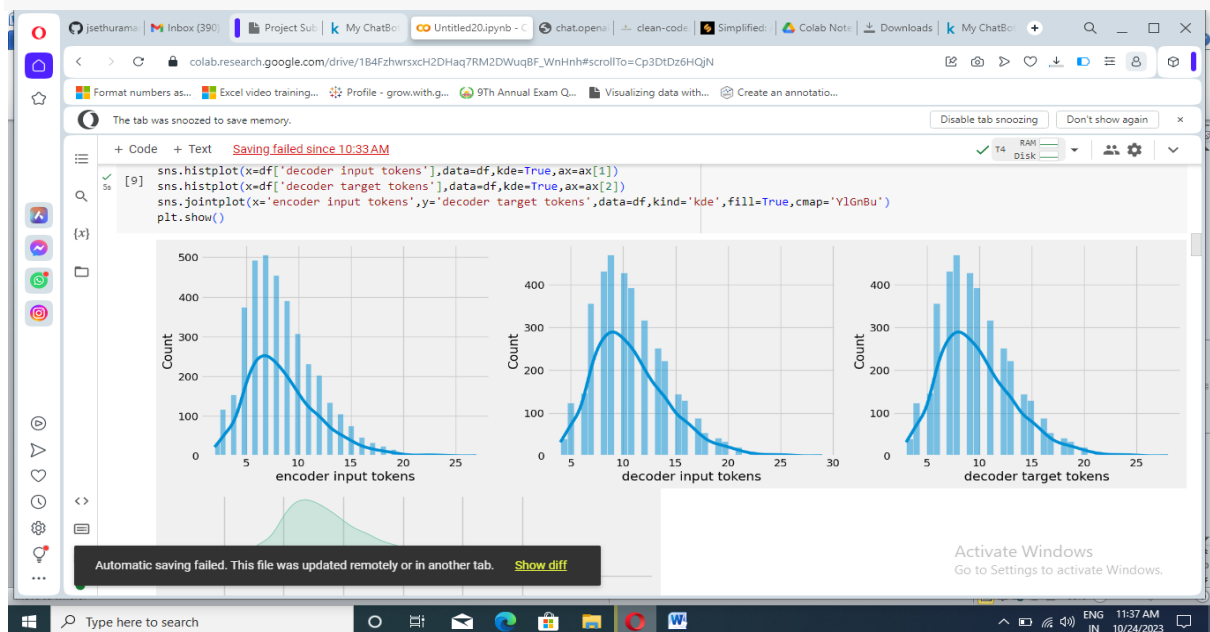 jsethurama
Inbox (390)
Project Sub
My ChatBot
Untitled20.ipynb - C
chat.opena
clean-code
Simplified:
Colab Note
Downloads
My ChatBot
colab.research.google.com/drive/1B4FzhwrsxcH2DHaq7RM2DWuqBF_WnHnh#scrollTo=Cp3DtDz6HQjN
Format numbers as...
Excel video training...
Profile - grow.with.g...
9Th Annual Exam Q...
Visualizing data with...
Create an annotatio...
The tab was snoozed to save memory.
Disable tab snoozing
Don't show again
+ Code + Text Saving failed since 10:33 AM
T4 RAM
Disk
[9]
5s
sns.histplot(x=df['decoder input tokens'],data=df,kde=True,ax=ax[1])
sns.histplot(x=df['decoder target tokens'],data=df,kde=True,ax=ax[2])
sns.jointplot(x='encoder input tokens',y='decoder target tokens',data=df,kind='kde',fill=True,cmap='YlGnBu')
plt.show()
{x}
500
400
300
200
100
0
Count
5 10 15 20 25
encoder input tokens
400
300
200
100
0
Count
5 10 15 20 25 30
decoder input tokens
400
300
200
100
0
Count
5 10 15 20 25
decoder target tokens
Automatic saving failed. This file was updated remotely or in another tab. Show diff
Activate Windows
Go to Settings to activate Windows.
Type here to search
ENG
IN
11:37 AM
10/24/2023